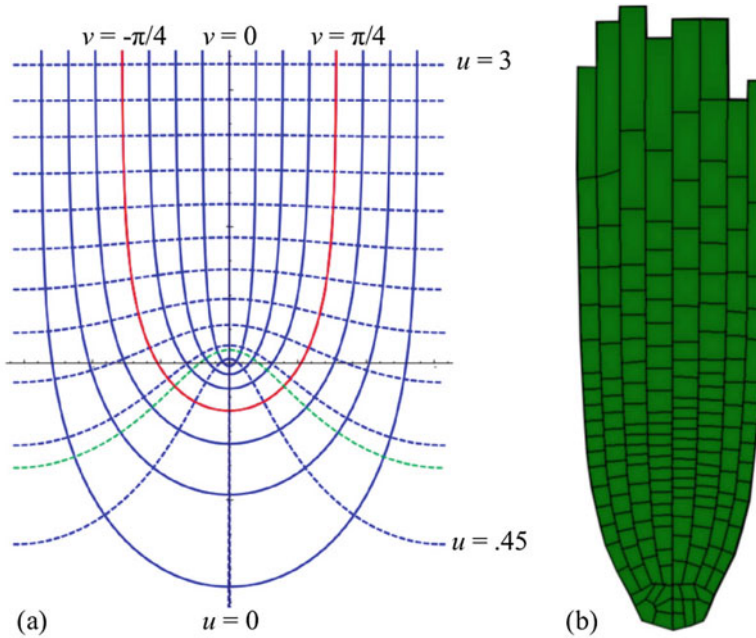 v = -π/4 v = 0 v = π/4
u = 3
u = .45
(a) u = 0 (b)